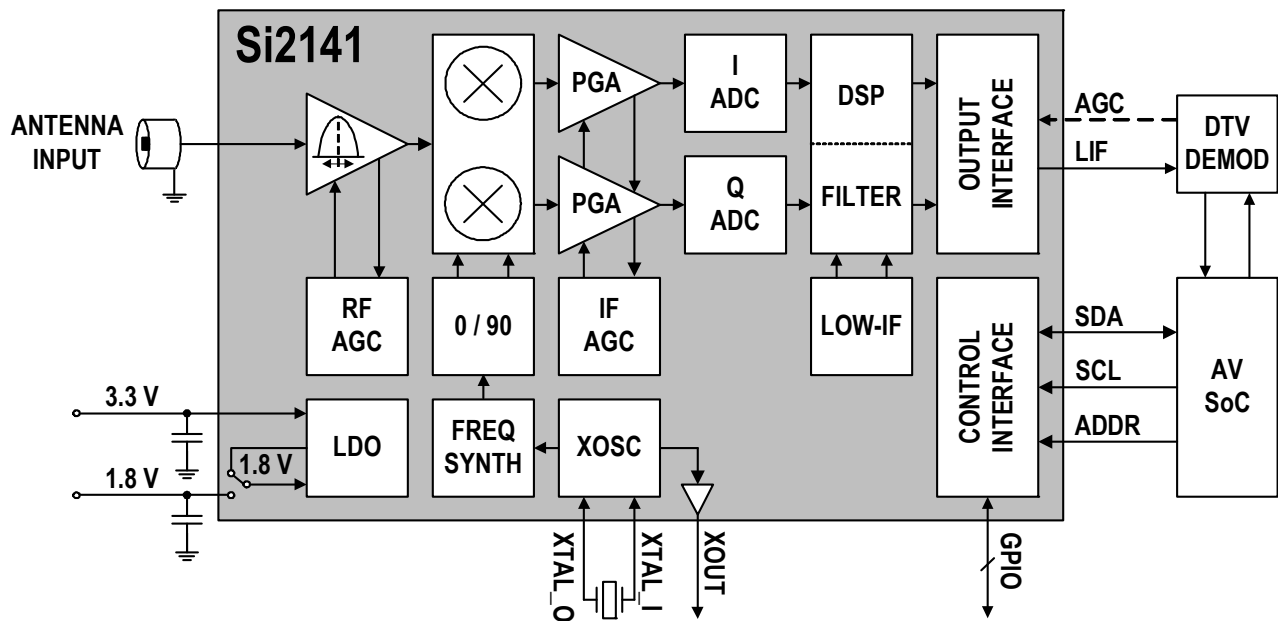 Si2141
ANTENNA
INPUT
PGA
I
ADC
DSP
OUTPUT
INTERFACE
AGC
LIF
DTV
DEMOD
PGA
Q
ADC
FILTER
RF
AGC
0 / 90
IF
AGC
LOW-IF
CONTROL
INTERFACE
SDA
SCL
ADDR
AV
SoC
3.3 V
1.8 V
1.8 V
LDO
FREQ
SYNTH
XOSC
XTAL_O
XTAL_I
XOUT
GPIO